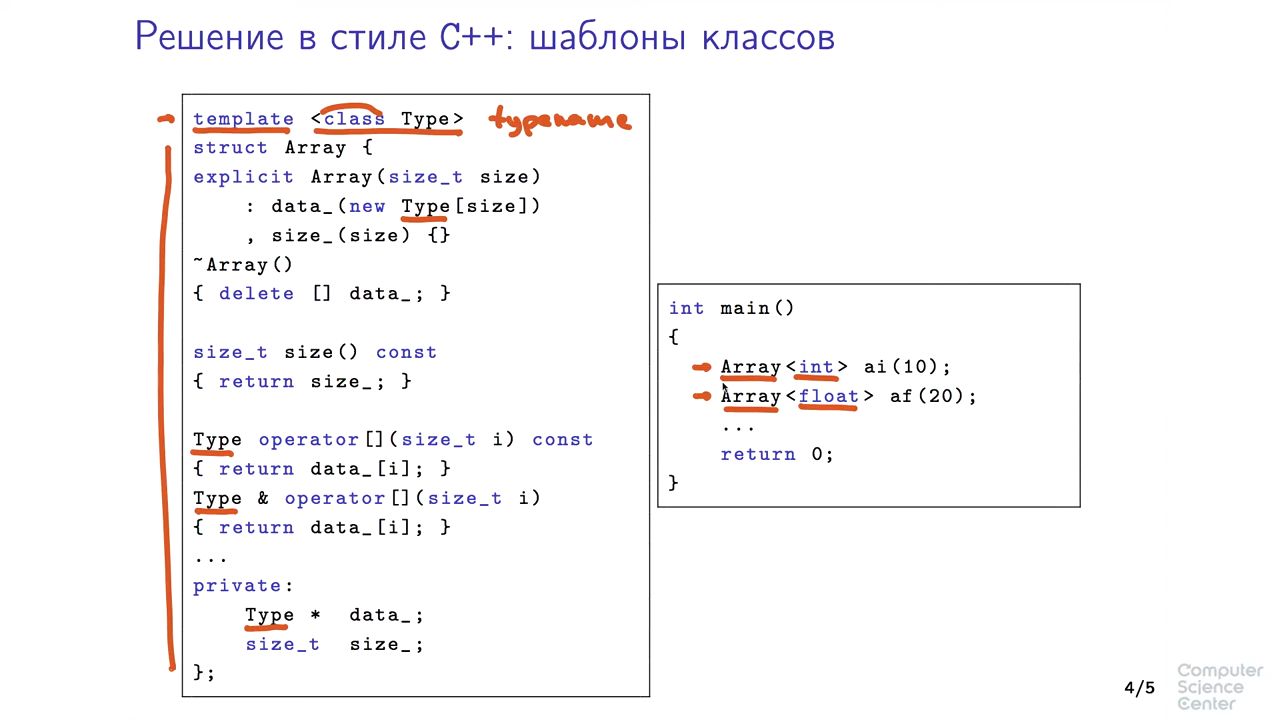 Решение в стиле C++: шаблоны классов
template <class Type> typename
struct Array {
explicit Array(size_t size)
: data_(new Type[size])
, size_(size) {}
~Array()
{ delete [] data_; }
size_t size() const
{ return size_; }
Type operator[](size_t i) const
{ return data_[i]; }
Type & operator[](size_t i)
{ return data_[i]; }
...
private:
Type * data_;
size_t size_;
};
int main()
{
Array<int> ai(10);
Array<float> af(20);
...
return 0;
}
4/5
Computer
Science
Center